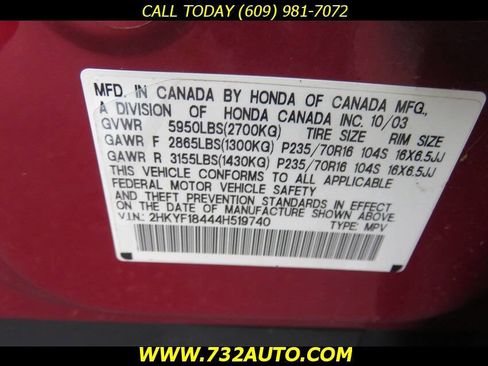 CALL TODAY (609) 981-7072
MFD. IN CANADA BY HONDA OF CANADA MFG.,
A DIVISION OF HONDA CANADA INC. 10/03
GVWR 5950LBS(2700KG) TIRE SIZE RIM SIZE
GAWR F 2865LBS(1300KG) P235/70R16 104S 16X6.5JJ
GAWR R 3155LBS(1430KG) P235/70R16 104S 16X6.5JJ
THIS VEHICLE CONFORMS TO ALL APPLICABLE
FEDERAL MOTOR VEHICLE SAFETY
AND THEFT PREVENTION STANDARDS IN EFFECT
ON THE DATE OF MANUFACTURE SHOWN ABOVE.
V.I.N.: 2HKYF18444H519740 TYPE: MPV
WWW.732AUTO.COM